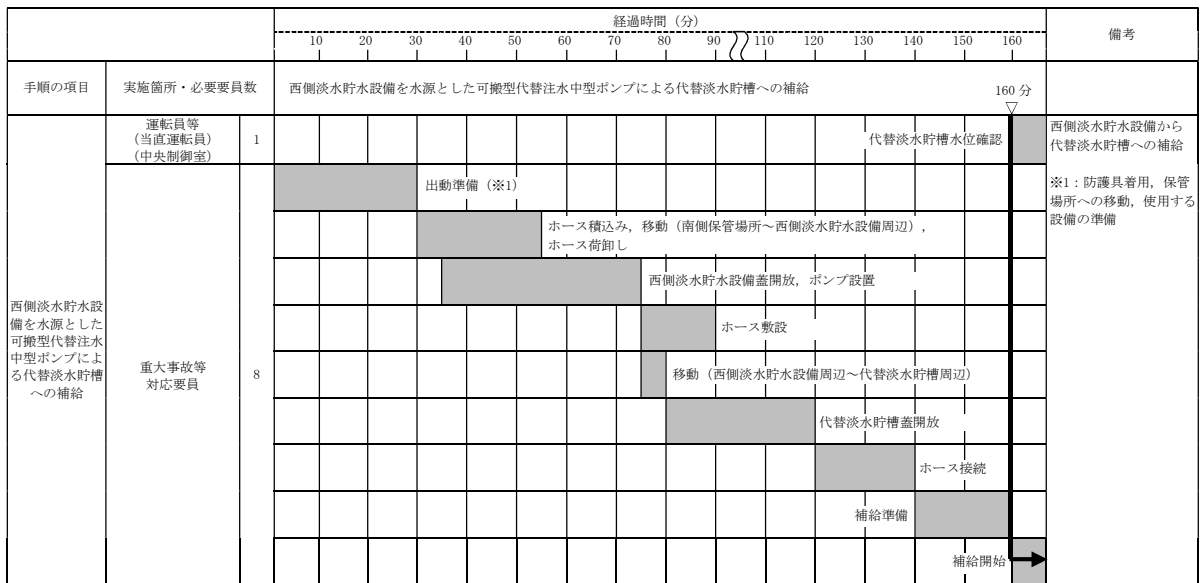 経過時間（分）
備考
10 20 30 40 50 60 70 80 90 110 120 130 140 150 160
手順の項目
実施箇所・必要要員数
西側淡水貯水設備を水源とした可搬型代替注水中型ポンプによる代替淡水貯槽への補給
160 分
運転員等
（当直運転員）
（中央制御室）
1
代替淡水貯槽水位確認
西側淡水貯水設備から
代替淡水貯槽への補給
※1：防護具着用，保管
場所への移動，使用する
設備の準備
西側淡水貯水設
備を水源とした
可搬型代替注水
中型ポンプによ
る代替淡水貯槽
への補給
重大事故等
対応要員
8
出動準備（※1）
ホース積込み，移動（南側保管場所～西側淡水貯水設備周辺），
ホース荷卸し
西側淡水貯水設備蓋開放，ポンプ設置
ホース敷設
移動（西側淡水貯水設備周辺～代替淡水貯槽周辺）
代替淡水貯槽蓋開放
ホース接続
補給準備
補給開始